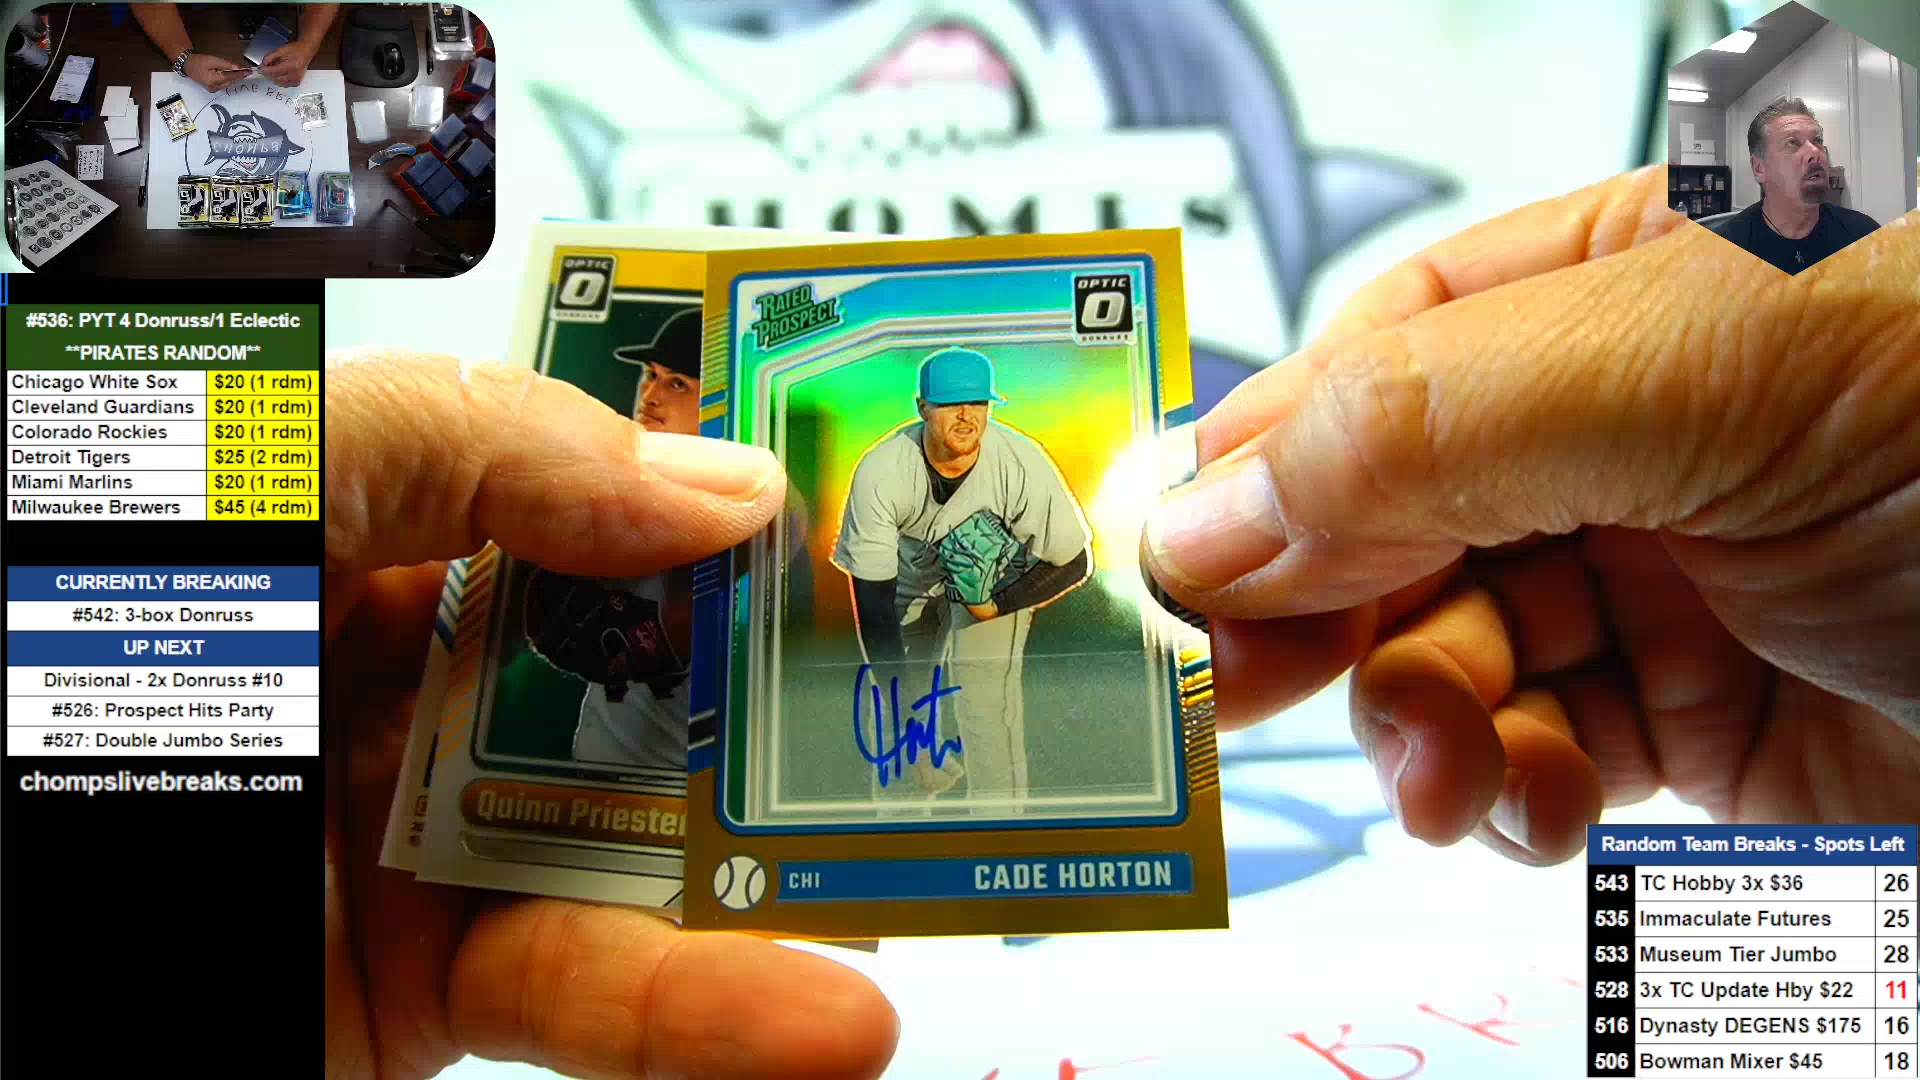 #536: PYT 4 Donruss/1 Eclectic
**PIRATES RANDOM**
Chicago White Sox $20 (1 rdm)
Cleveland Guardians $20 (1 rdm)
Colorado Rockies $20 (1 rdm)
Detroit Tigers $25 (2 rdm)
Miami Marlins $20 (1 rdm)
Milwaukee Brewers $45 (4 rdm)
CURRENTLY BREAKING
#542: 3-box Donruss
UP NEXT
Divisional - 2x Donruss #10
#526: Prospect Hits Party
#527: Double Jumbo Series
chompslivebreaks.com
CHOMPS
OPTIC
O
DONRUSS
Quinn Priester
RATED
PROSPECT
OPTIC
O
DONRUSS
CHI CADE HORTON
Random Team Breaks - Spots Left
543 TC Hobby 3x $36 26
535 Immaculate Futures 25
533 Museum Tier Jumbo 28
528 3x TC Update Hby $22 11
516 Dynasty DEGENS $175 16
506 Bowman Mixer $45 18